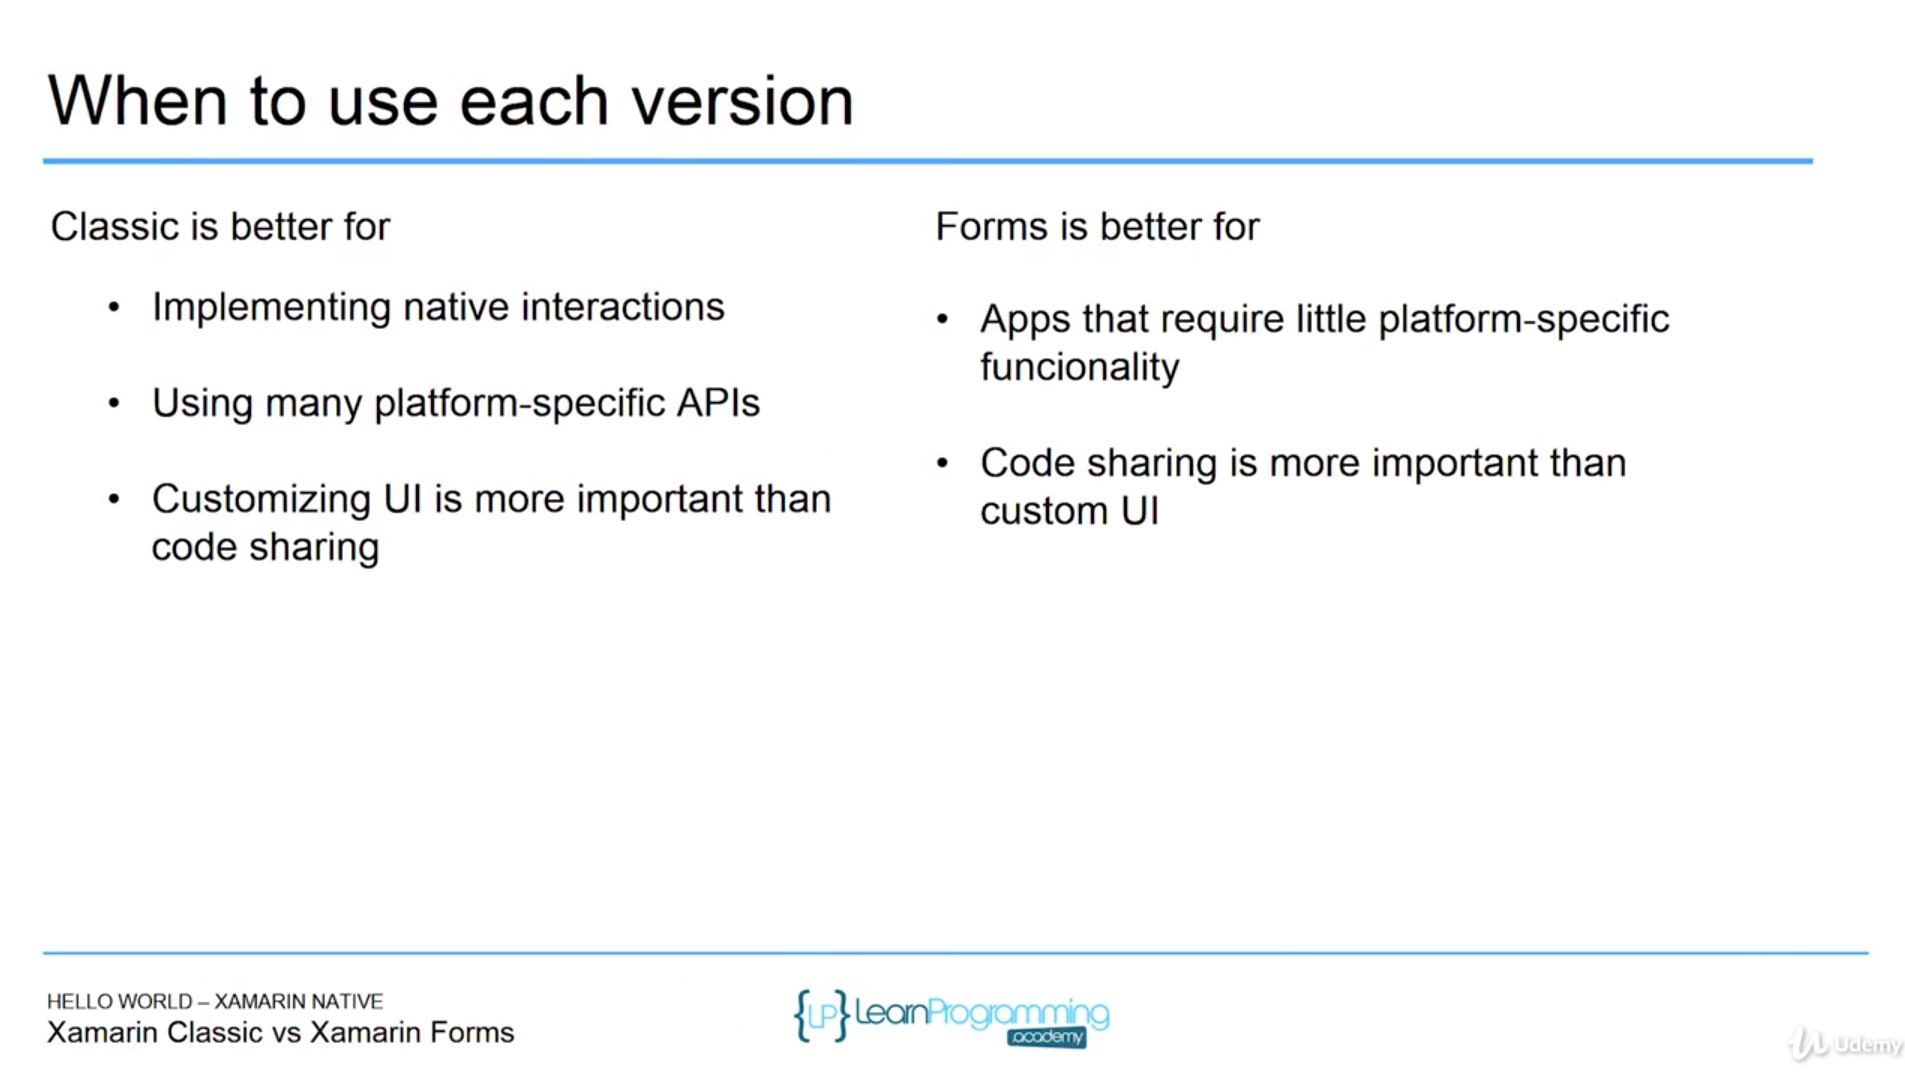 When to use each version
Classic is better for
• Implementing native interactions
• Using many platform-specific APIs
• Customizing UI is more important than
code sharing
Forms is better for
• Apps that require little platform-specific
funcionality
• Code sharing is more important than
custom UI
HELLO WORLD – XAMARIN NATIVE
Xamarin Classic vs Xamarin Forms
{LP} LearnProgramming
.academy
Udemy